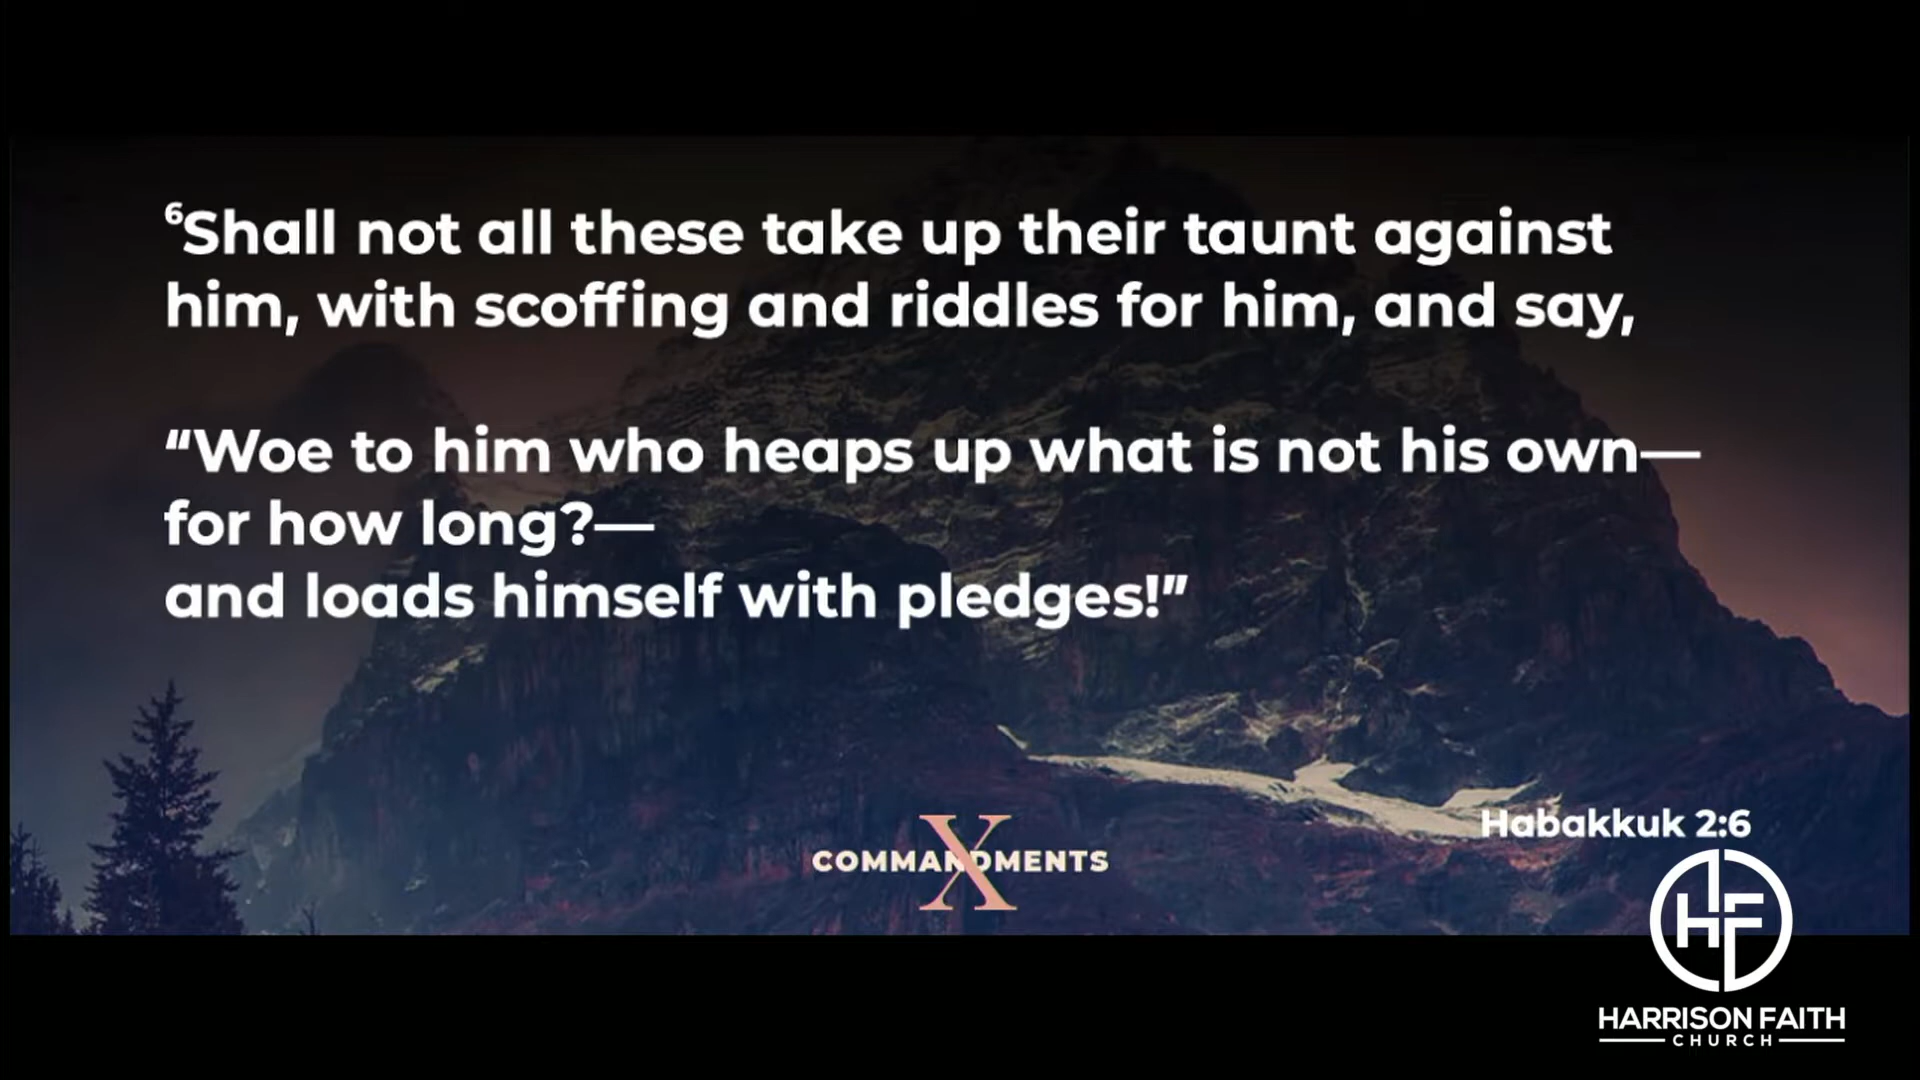 ⁶Shall not all these take up their taunt against
him, with scoffing and riddles for him, and say,
“Woe to him who heaps up what is not his own—
for how long?—
and loads himself with pledges!”
Habakkuk 2:6
X
COMMANDMENTS
HF
HARRISON FAITH
CHURCH